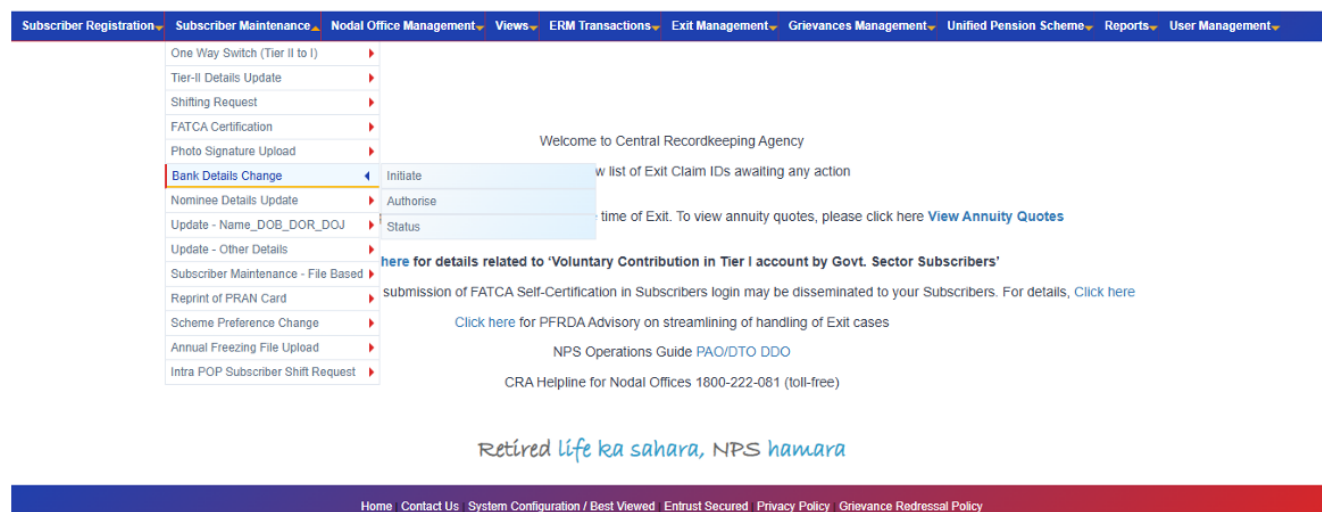 Subscriber Registration Subscriber Maintenance Nodal Office Management Views ERM Transactions Exit Management Grievances Management Unified Pension Scheme Reports User Management
One Way Switch (Tier II to I)
Tier-II Details Update
Shifting Request
FATCA Certification
Photo Signature Upload
Bank Details Change
Nominee Details Update
Update - Name_DOB_DOR_DOJ
Update - Other Details
Subscriber Maintenance - File Based
Reprint of PRAN Card
Scheme Preference Change
Annual Freezing File Upload
Intra POP Subscriber Shift Request
Initiate
Authorise
Status
Welcome to Central Recordkeeping Agency
list of Exit Claim IDs awaiting any action
time of Exit. To view annuity quotes, please click here View Annuity Quotes
here for details related to 'Voluntary Contribution in Tier I account by Govt. Sector Subscribers'
submission of FATCA Self-Certification in Subscribers login may be disseminated to your Subscribers. For details, Click here
Click here for PFRDA Advisory on streamlining of handling of Exit cases
NPS Operations Guide PAO/DTO DDO
CRA Helpline for Nodal Offices 1800-222-081 (toll-free)
Retired life ka sahara, NPS hamara
Home | Contact Us | System Configuration / Best Viewed | Entrust Secured | Privacy Policy | Grievance Redressal Policy